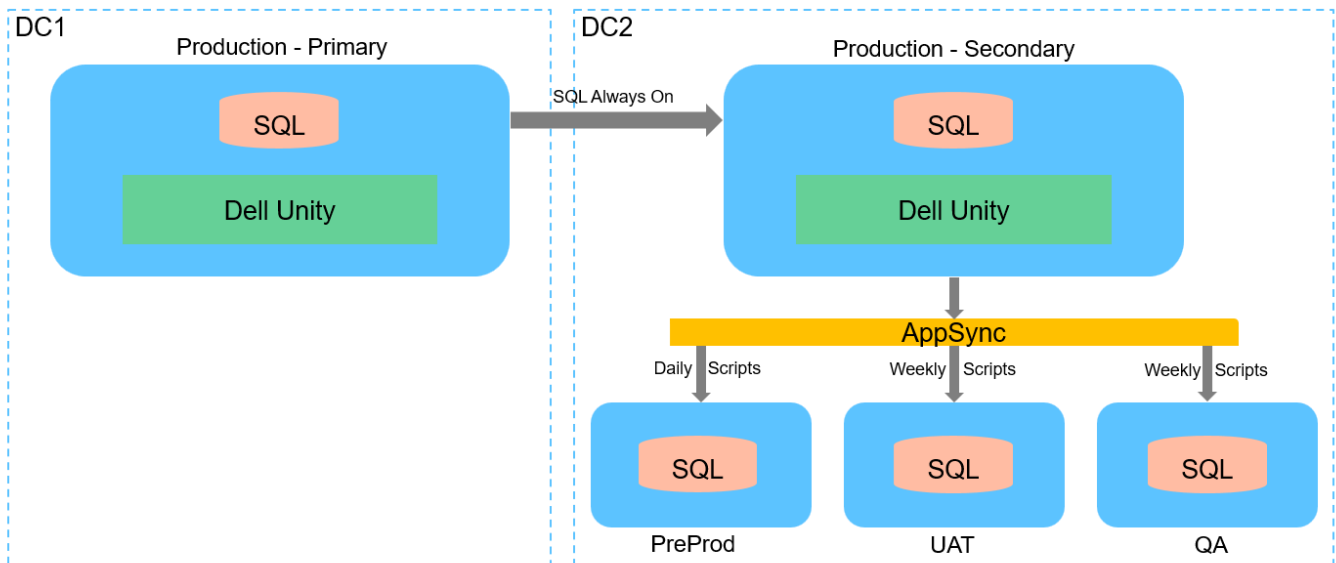 DC1
DC2
Production - Primary
Production - Secondary
SQL
SQL Always On
SQL
Dell Unity
Dell Unity
AppSync
Daily Scripts
Weekly Scripts
Weekly Scripts
SQL
SQL
SQL
PreProd
UAT
QA